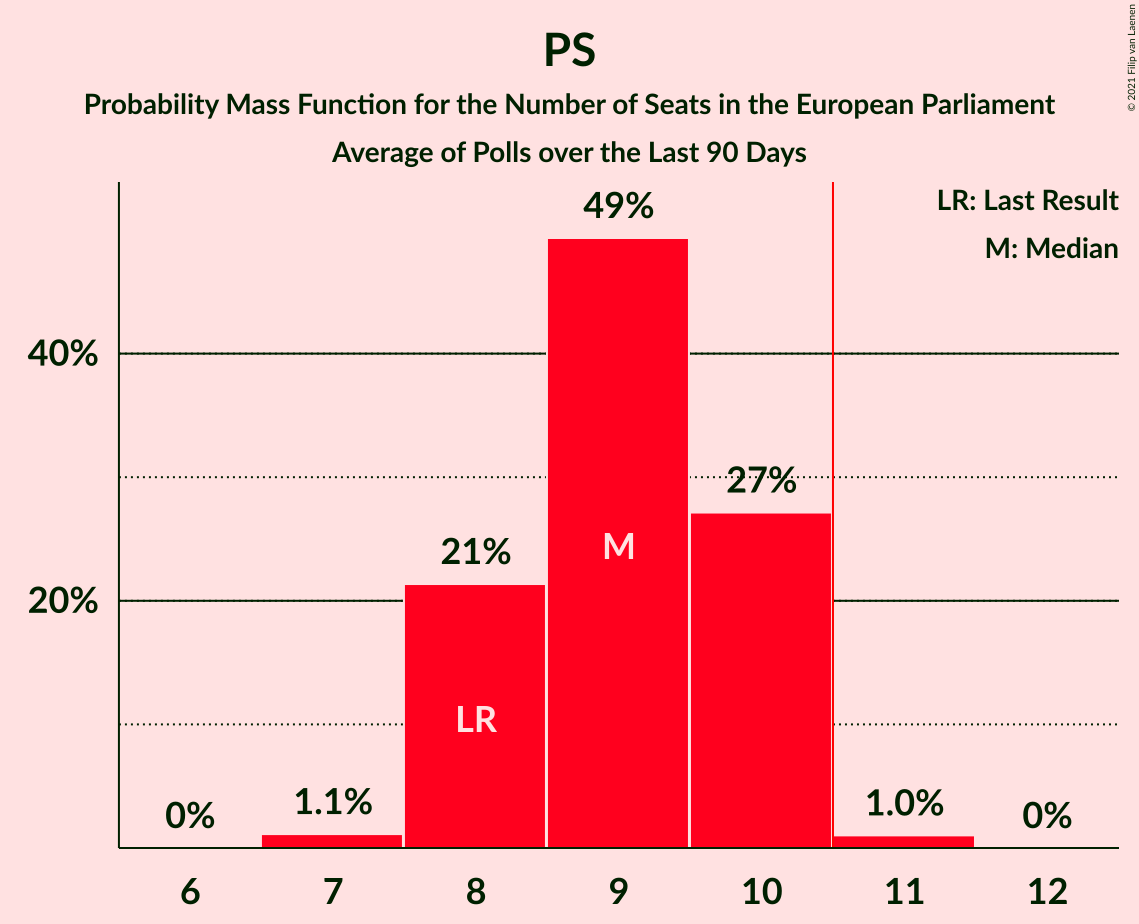 PS
Probability Mass Function for the Number of Seats in the European Parliament
Average of Polls over the Last 90 Days
© 2021 Filip van Laenen
LR: Last Result
M: Median
49%
40%
27%
21%
M
20%
LR
0%
1.1%
1.0%
0%
6 7 8 9 10 11 12